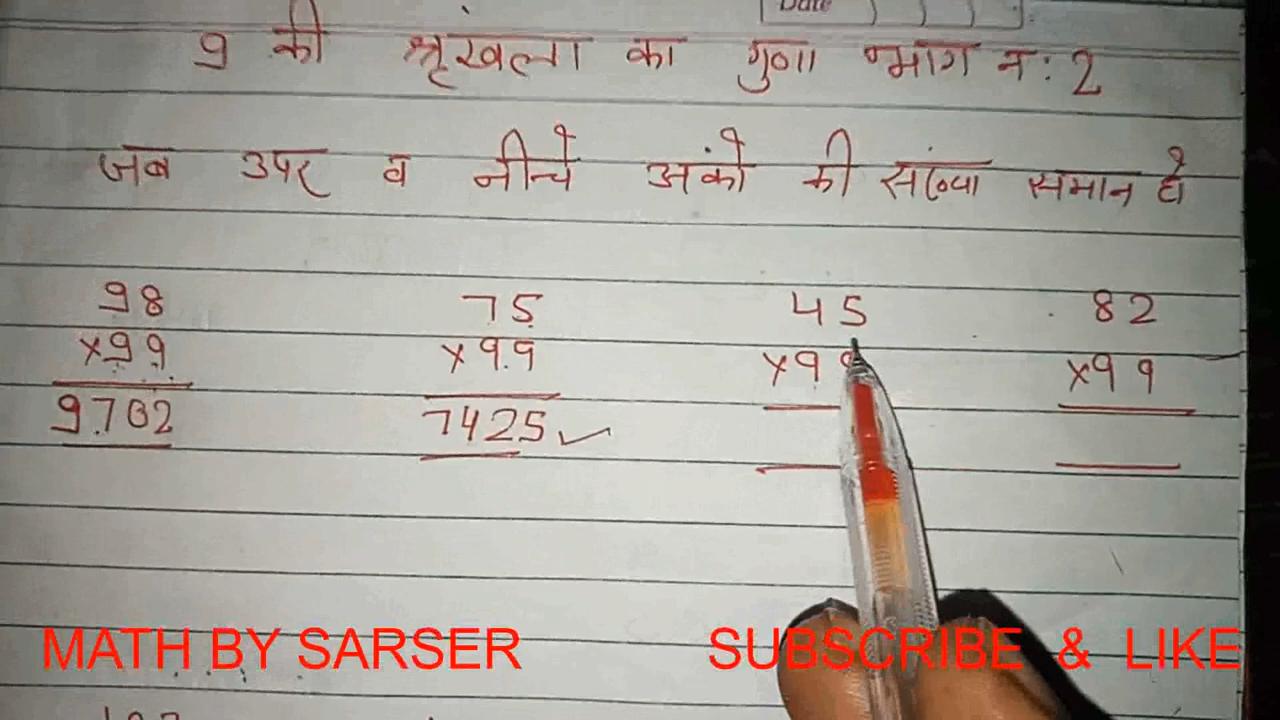 Date
9 की श्रृंखला का गुणा भाग न: 2
जब उपर व नीचे अंको की संख्या समान हो
98 75 45 82
×99 ×99 ×99 ×99
9702 7425
MATH BY SARSER SUBSCRIBE & LIKE